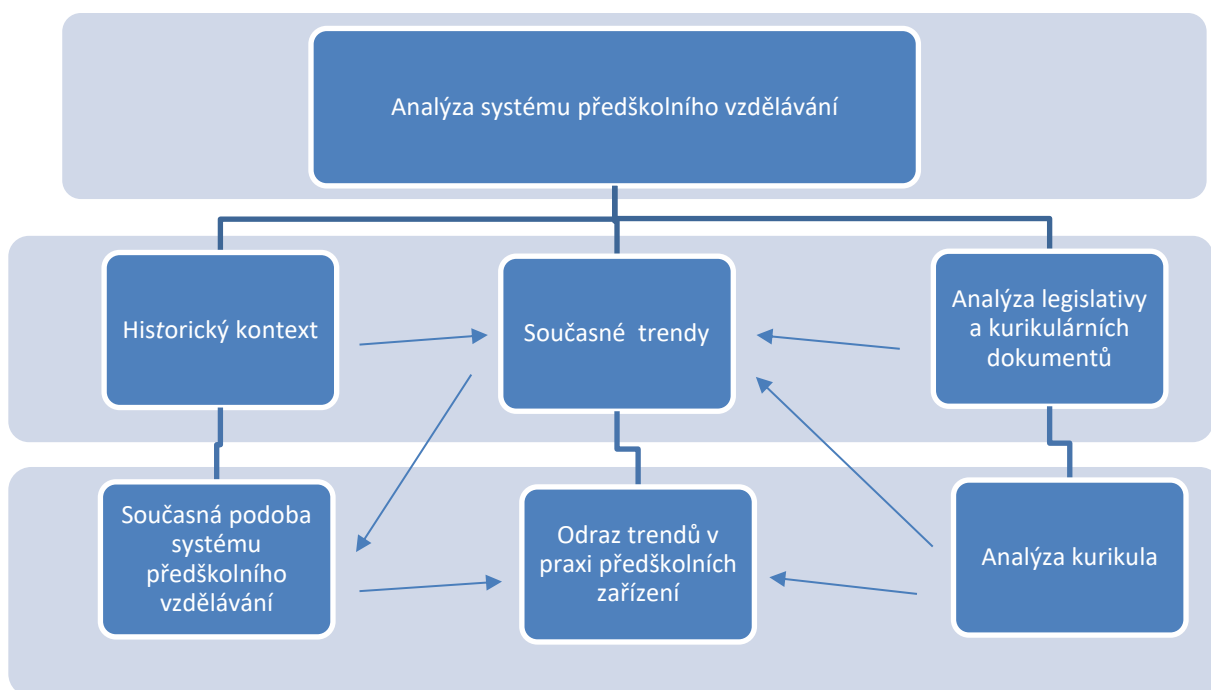 Analýza systému předškolního vzdělávání
Historický kontext
Současné  trendy
Analýza legislativy
a kurikulárních
dokumentů
Současná podoba
systému
předškolního
vzdělávání
Odraz trendů v
praxi předškolních
zařízení
Analýza kurikula